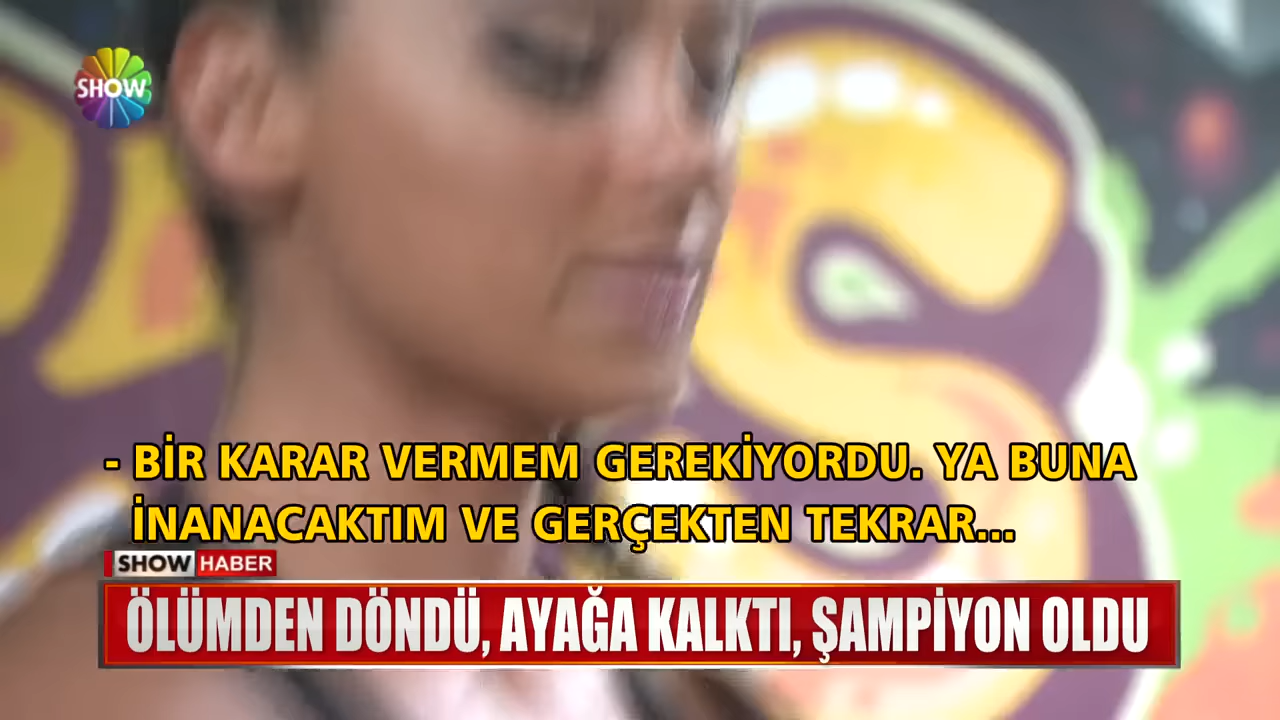 SHOW
- BİR KARAR VERMEM GEREKİYORDU. YA BUNA
İNANACAKTIM VE GERÇEKTEN TEKRAR...
SHOW HABER
ÖLÜMDEN DÖNDÜ, AYAĞA KALKTI, ŞAMPİYON OLDU